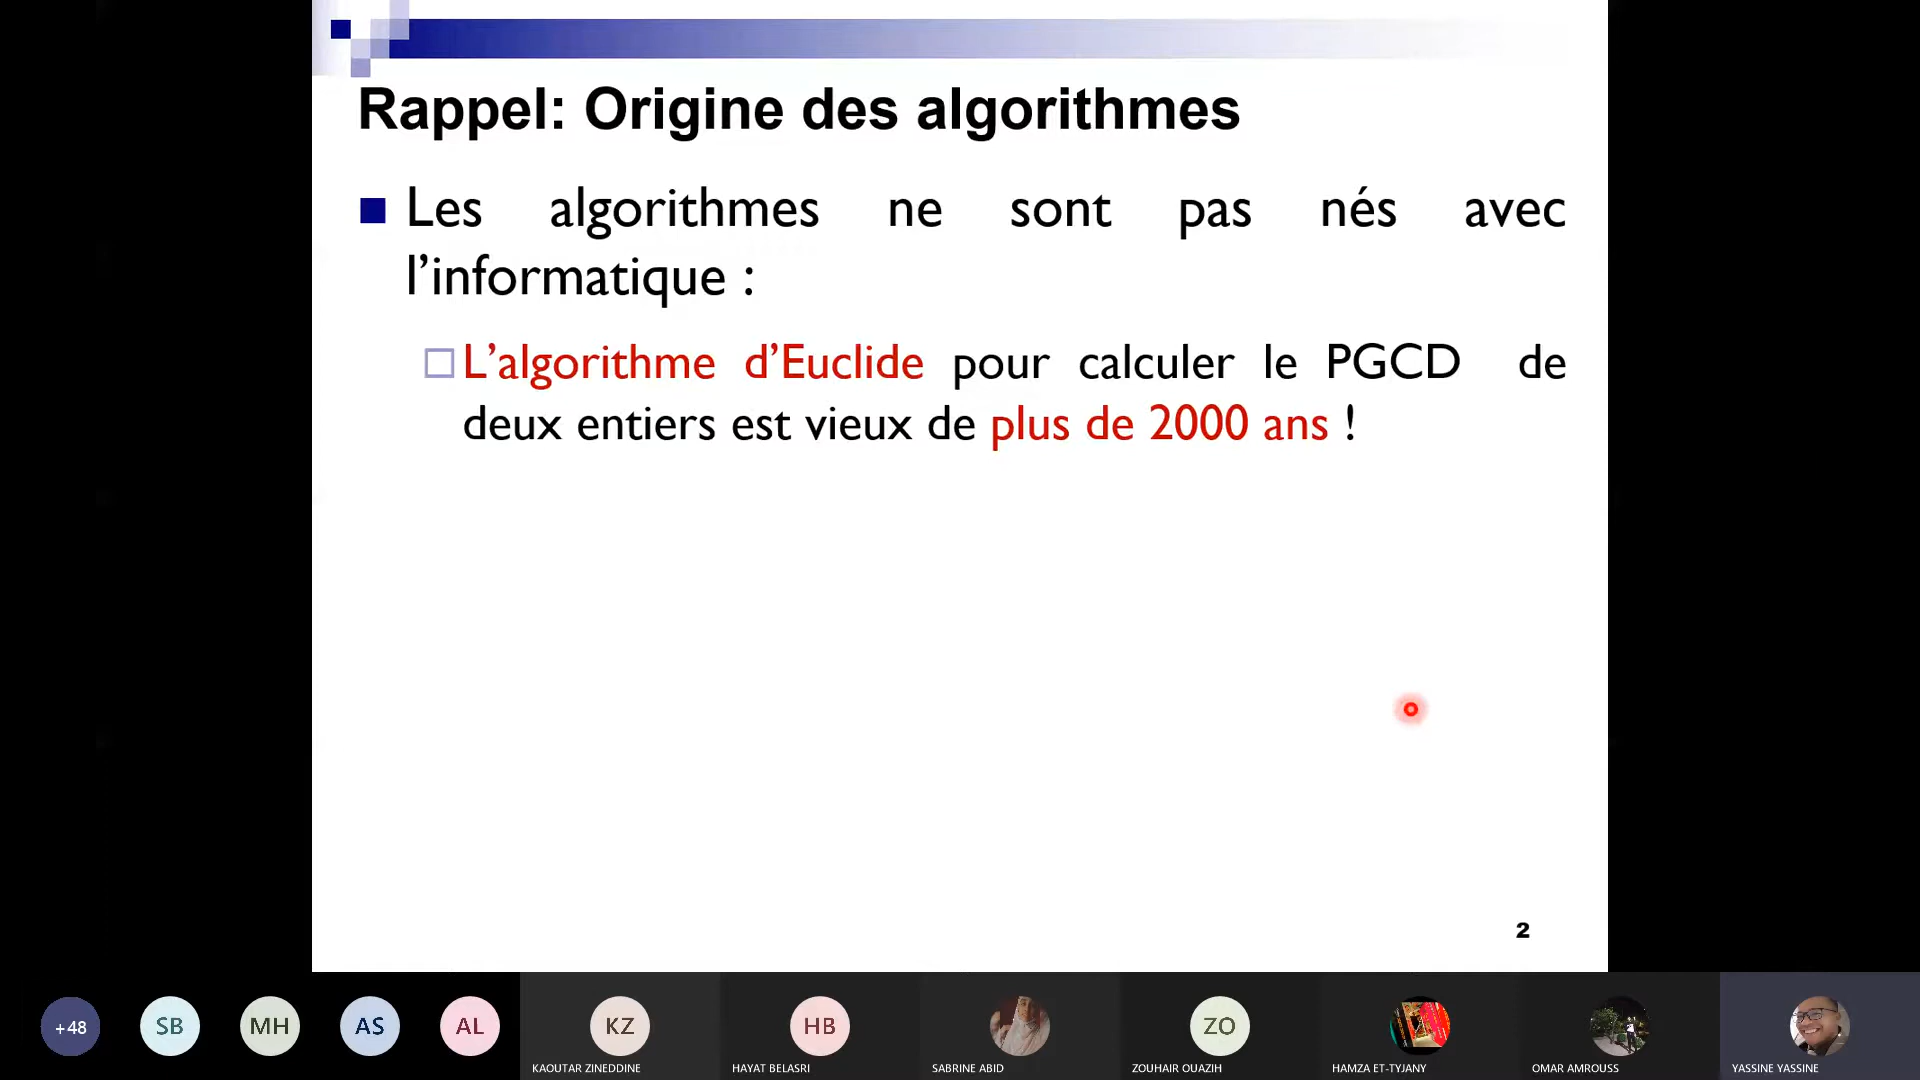 Rappel: Origine des algorithmes
Les algorithmes ne sont pas nés avec
l’informatique :
L’algorithme d’Euclide pour calculer le PGCD de
deux entiers est vieux de plus de 2000 ans !
2
+48
SB
MH
AS
AL
KZ
HB
ZO
KAOUTAR ZINEDDINE
HAYAT BELASRI
SABRINE ABID
ZOUHAIR OUAZIH
HAMZA ET-TYJANY
OMAR AMROUSS
YASSINE YASSINE